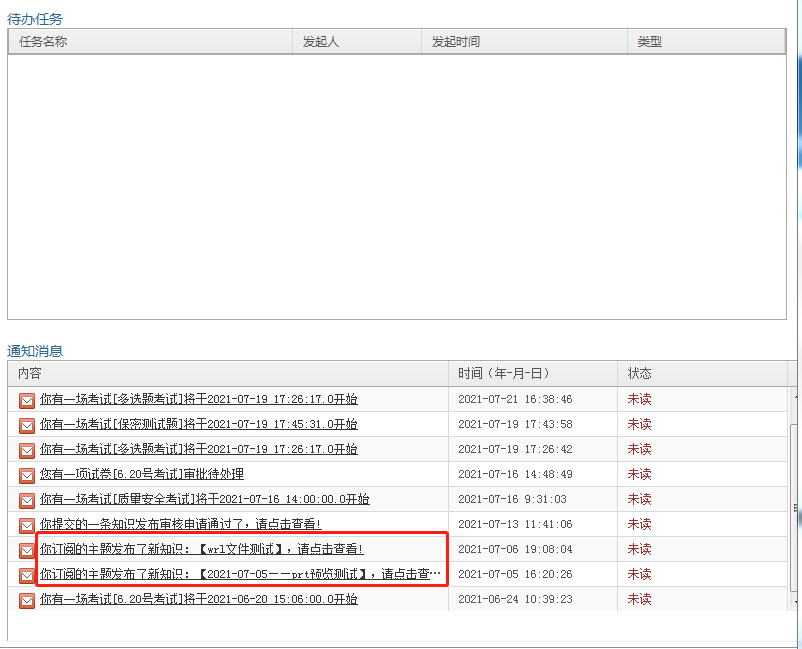 待办任务
任务名称 发起人 发起时间 类型
通知消息
内容 时间（年-月-日） 状态
你有一场考试[多选题考试]将于2021-07-19 17:26:17.0开始 2021-07-21 16:38:46 未读
你有一场考试[保密测试题]将于2021-07-19 17:45:31.0开始 2021-07-19 17:43:58 未读
你有一场考试[多选题考试]将于2021-07-19 17:26:17.0开始 2021-07-19 17:26:42 未读
您有一项试卷[6.20号考试]审批待处理 2021-07-16 14:48:49 未读
你有一场考试[质量安全考试]将于2021-07-16 14:00:00.0开始 2021-07-16 9:31:03 未读
你提交的一条知识发布审核申请通过了，请点击查看! 2021-07-13 11:41:06 未读
你订阅的主题发布了新知识：【wrl文件测试】，请点击查看! 2021-07-06 19:08:04 未读
你订阅的主题发布了新知识：【2021-07-05——prt预览测试】，请点击查… 2021-07-05 16:20:26 未读
你有一场考试[6.20号考试]将于2021-06-20 15:06:00.0开始 2021-06-24 10:39:23 未读